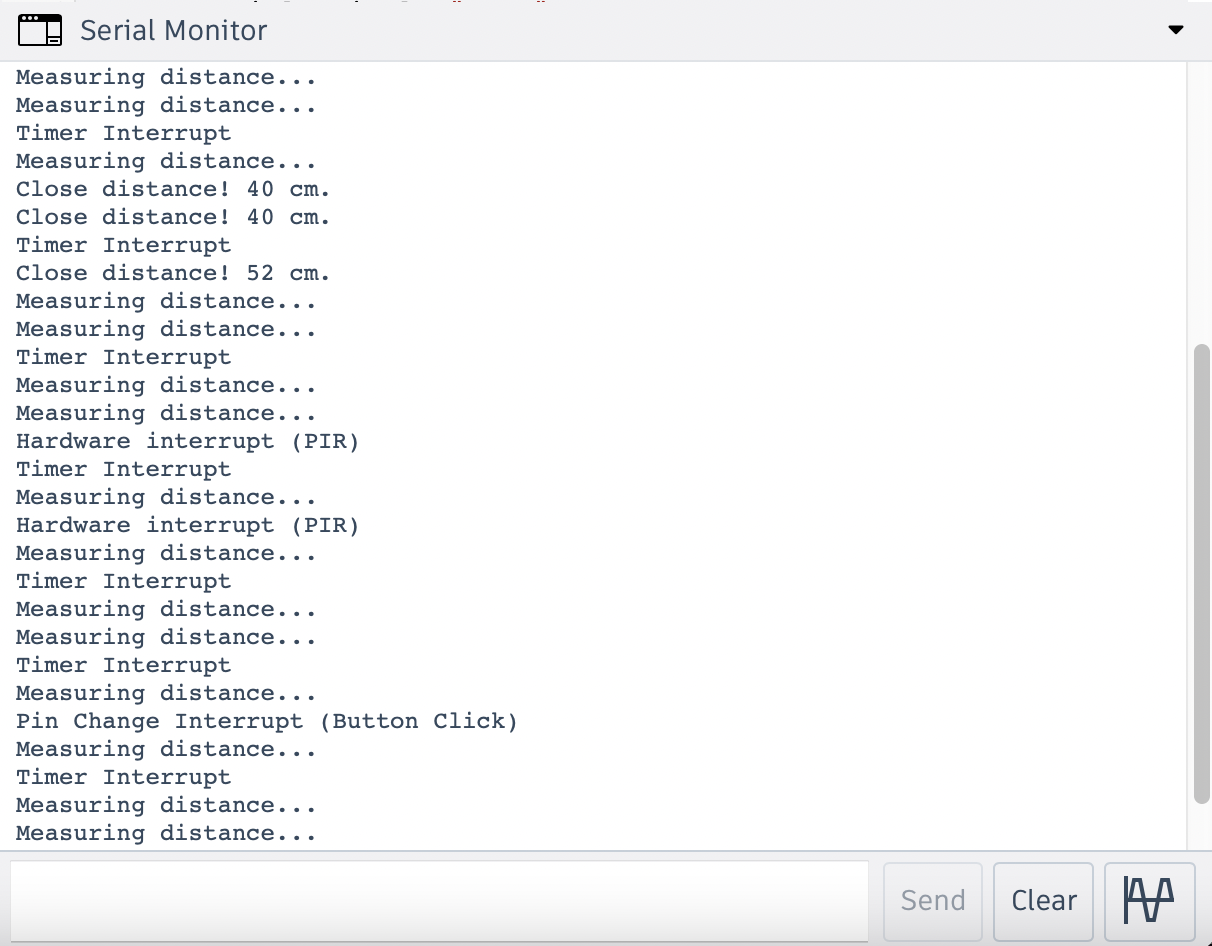 Serial Monitor
Measuring distance...
Measuring distance...
Timer Interrupt
Measuring distance...
Close distance! 40 cm.
Close distance! 40 cm.
Timer Interrupt
Close distance! 52 cm.
Measuring distance...
Measuring distance...
Timer Interrupt
Measuring distance...
Measuring distance...
Hardware interrupt (PIR)
Timer Interrupt
Measuring distance...
Hardware interrupt (PIR)
Measuring distance...
Timer Interrupt
Measuring distance...
Measuring distance...
Timer Interrupt
Measuring distance...
Pin Change Interrupt (Button Click)
Measuring distance...
Timer Interrupt
Measuring distance...
Measuring distance...
Send Clear